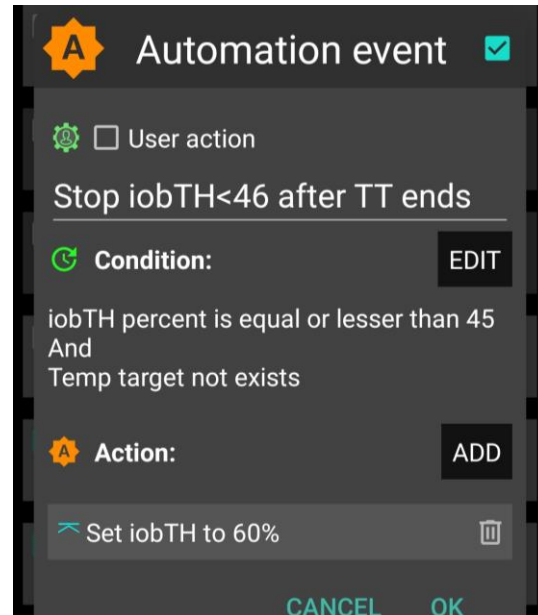 A Automation event
User action
Stop iobTH<46 after TT ends
Condition: EDIT
iobTH percent is equal or lesser than 45
And
Temp target not exists
A Action: ADD
Set iobTH to 60%
CANCEL OK